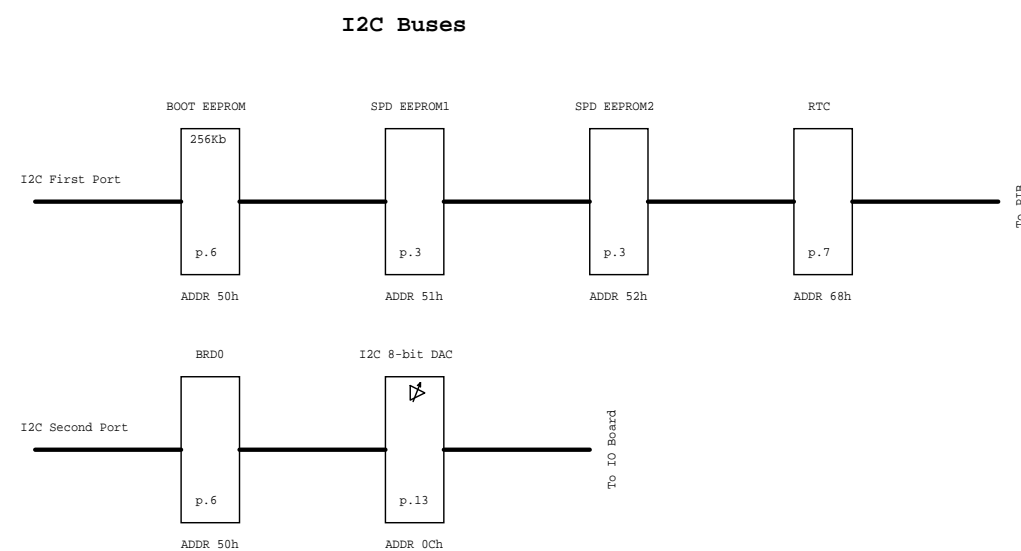 I2C Buses
BOOT EEPROM
SPD EEPROM1
SPD EEPROM2
RTC
256Kb
I2C First Port
To PIB
p.6
p.3
p.3
p.7
ADDR 50h
ADDR 51h
ADDR 52h
ADDR 68h
BRD0
I2C 8-bit DAC
I2C Second Port
To IO Board
p.6
p.13
ADDR 50h
ADDR 0Ch